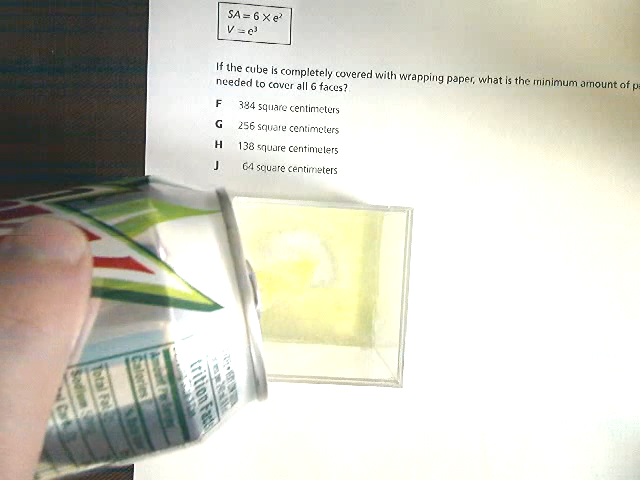 SA = 6 × e²
V = e³
If the cube is completely covered with wrapping paper, what is the minimum amount of
needed to cover all 6 faces?
F 384 square centimeters
G 256 square centimeters
H 138 square centimeters
J 64 square centimeters
Calories
Total Fat
Sodium